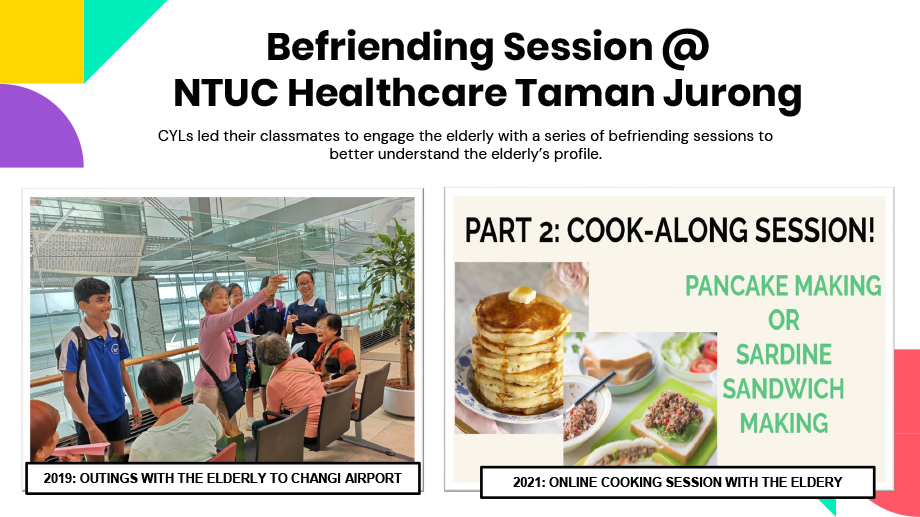 Befriending Session @
NTUC Healthcare Taman Jurong
CYLs led their classmates to engage the elderly with a series of befriending sessions to
better understand the elderly’s profile.
PART 2: COOK-ALONG SESSION!
PANCAKE MAKING
OR
SARDINE
SANDWICH
MAKING
2019: OUTINGS WITH THE ELDERLY TO CHANGI AIRPORT
2021: ONLINE COOKING SESSION WITH THE ELDERY